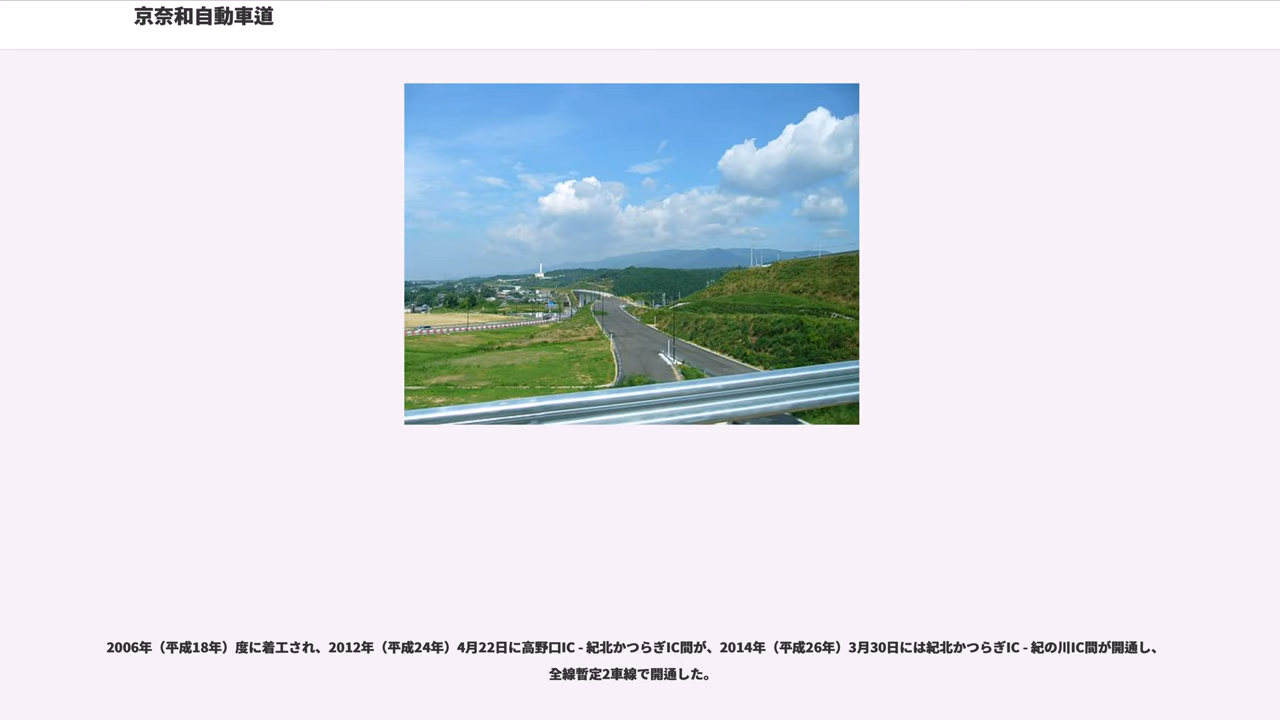 京奈和自動車道
2006年（平成18年）度に着工され、2012年（平成24年）4月22日に高野口IC - 紀北かつらぎIC間が、2014年（平成26年）3月30日には紀北かつらぎIC - 紀の川IC間が開通し、
全線暫定2車線で開通した。